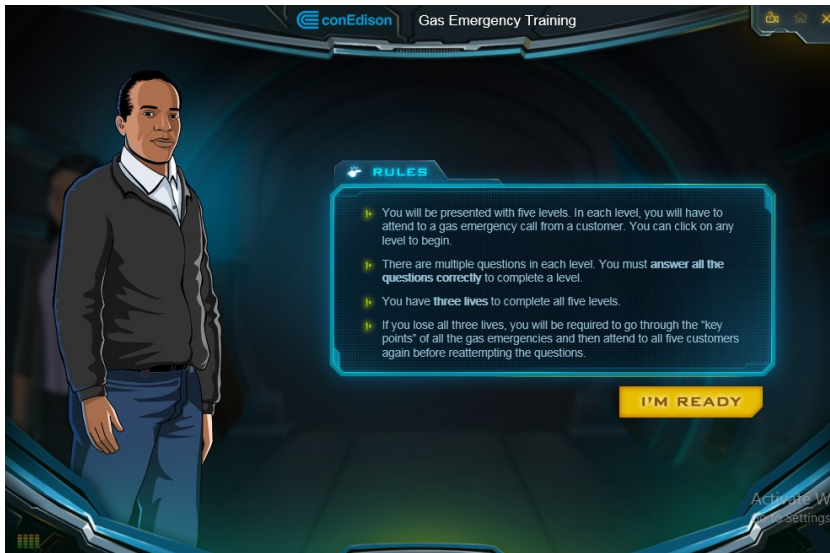 conEdison Gas Emergency Training
RULES
You will be presented with five levels. In each level, you will have to
attend to a gas emergency call from a customer. You can click on any
level to begin.
There are multiple questions in each level. You must answer all the
questions correctly to complete a level.
You have three lives to complete all five levels.
If you lose all three lives, you will be required to go through the “key
points” of all the gas emergencies and then attend to all five customers
again before reattempting the questions.
I'M READY
Activate W
Go to Settings